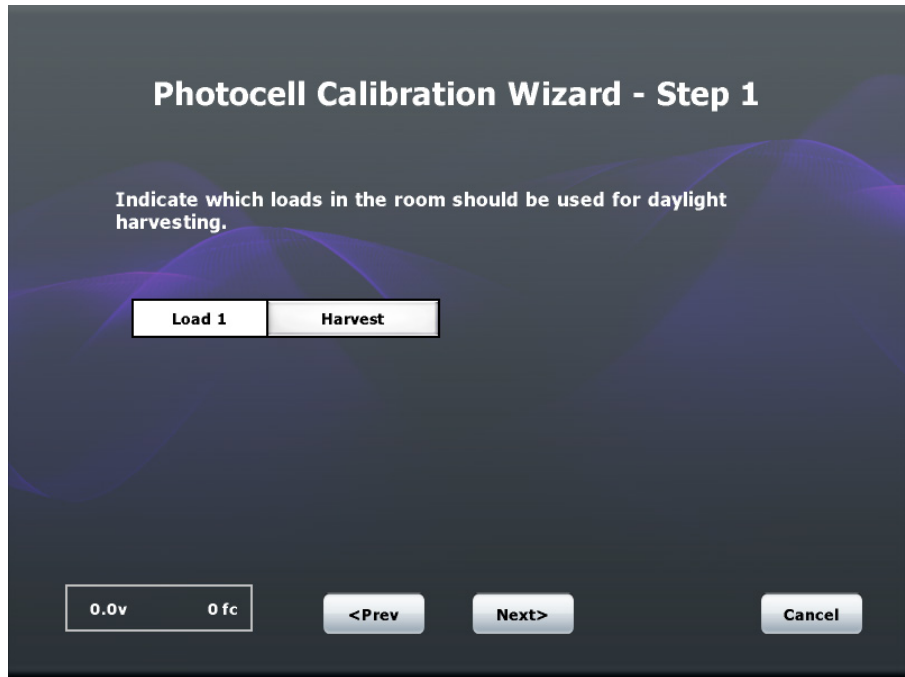 Photocell Calibration Wizard - Step 1
Indicate which loads in the room should be used for daylight
harvesting.
Load 1 Harvest
0.0v 0 fc <Prev Next> Cancel